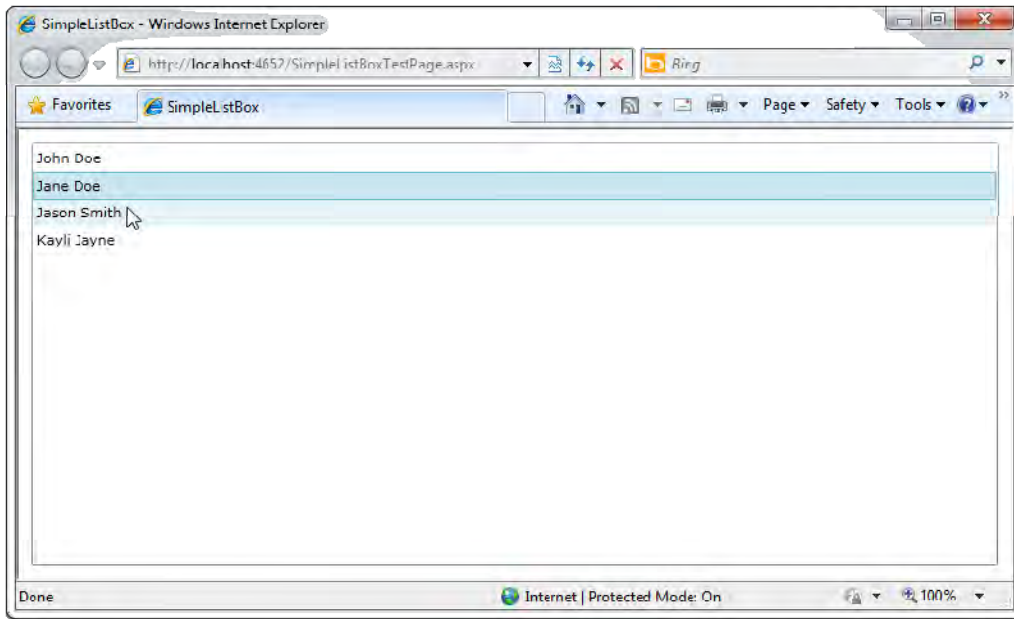 SimpleListBox - Windows Internet Explorer
http://localhost:4652/SimpleListBoxTestPage.aspx
Bing
Favorites SimpleListBox Page Safety Tools »
John Doe
Jane Doe
Jason Smith
Kayli Jayne
Done Internet | Protected Mode: On 100%